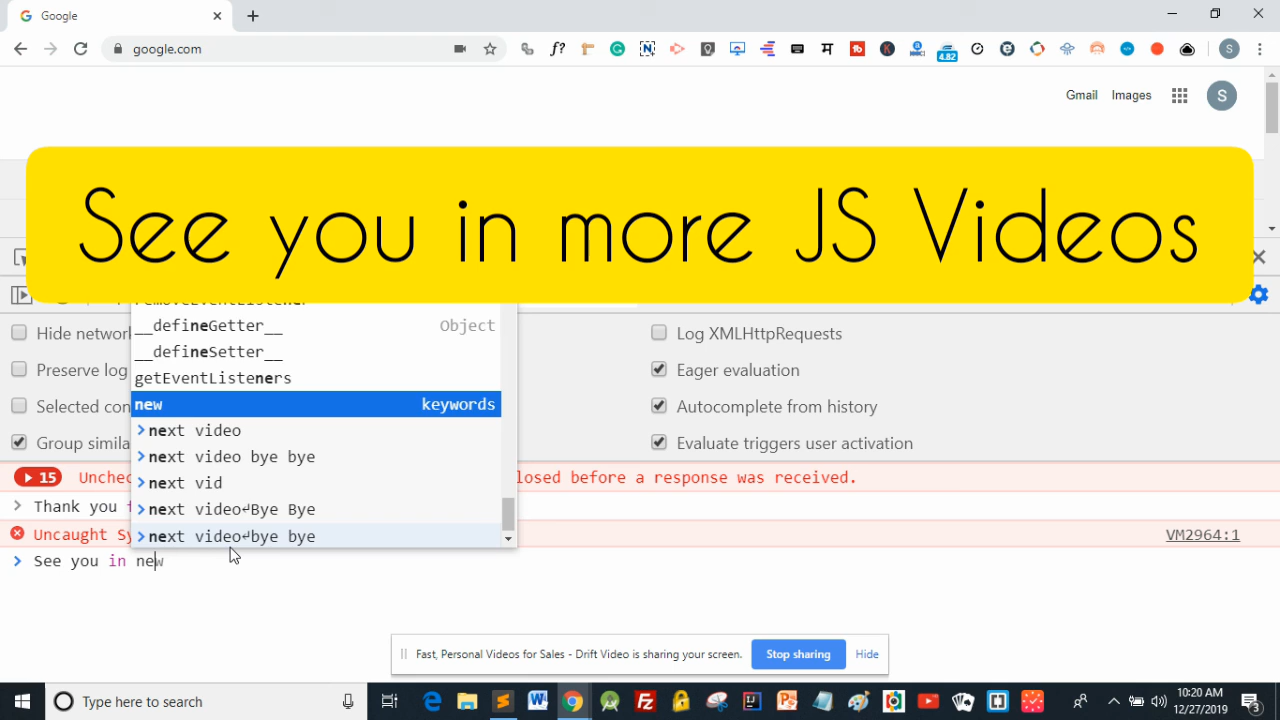 Google
google.com
4.82
S
Gmail Images S
See you in more JS Videos
__defineGetter__ Object
__defineSetter__
getEventListeners
new keywords
next video
next video bye bye
next vid
next video↵Bye Bye
next video↵bye bye
Hide networ
Preserve log
Selected con
Group simila
Log XMLHttpRequests
Eager evaluation
Autocomplete from history
Evaluate triggers user activation
15 Unchec losed before a response was received.
Thank you f
Uncaught Sy VM2964:1
See you in new
Fast, Personal Videos for Sales - Drift Video is sharing your screen. Stop sharing Hide
Type here to search
10:20 AM
12/27/2019
3